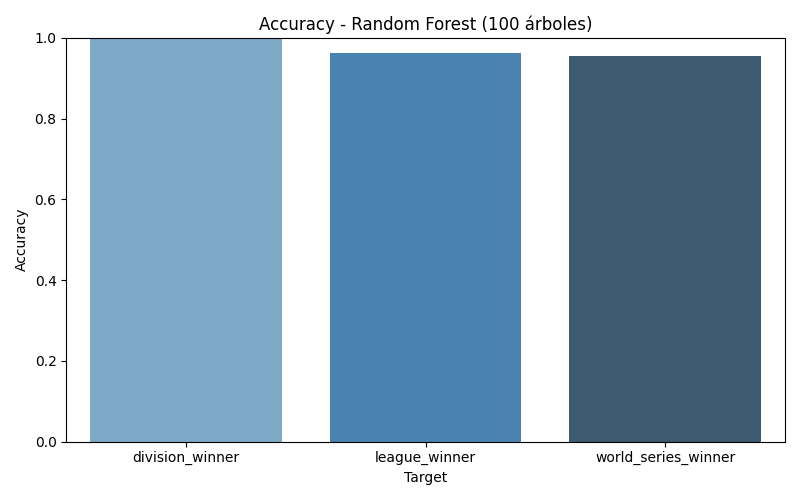 Accuracy - Random Forest (100 árboles)
1.0
0.8
0.6
0.4
0.2
0.0
Accuracy
division_winner
league_winner
world_series_winner
Target